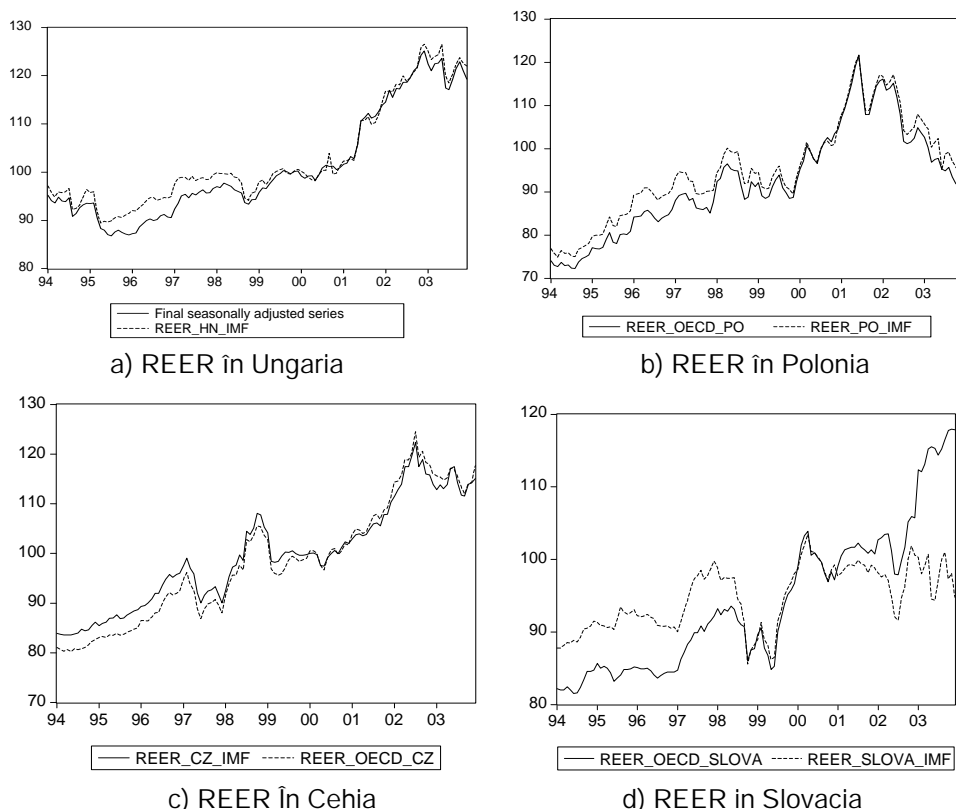 130
120
110
100
90
80
94 95 96 97 98 99 00 01 02 03
Final seasonally adjusted series
REER_HN_IMF
a) REER în Ungaria
120
110
100
90
80
70
94 95 96 97 98 99 00 01 02 03
REER_OECD_PO REER_PO_IMF
b) REER în Polonia
130
120
110
100
90
80
70
94 95 96 97 98 99 00 01 02 03
REER_CZ_IMF REER_OECD_CZ
c) REER În Cehia
120
110
100
90
80
94 95 96 97 98 99 00 01 02 03
REER_OECD_SLOVA REER_SLOVA_IMF
d) REER in Slovacia